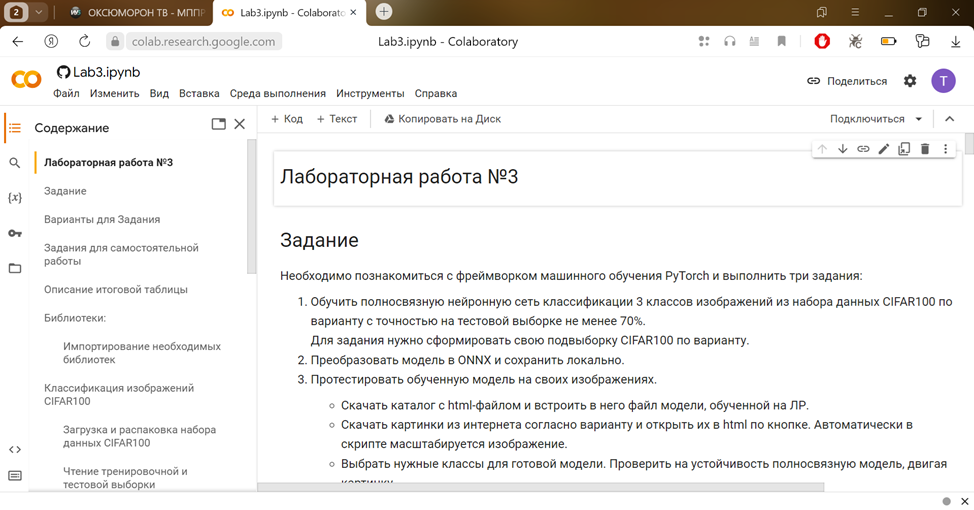 2
ОКСЮМОРОН ТВ - МППР
Lab3.ipynb - Colaborato
colab.research.google.com
Lab3.ipynb - Colaboratory
Lab3.ipynb
Поделиться
T
Файл Изменить Вид Вставка Среда выполнения Инструменты Справка
Содержание
+ Код + Текст Копировать на Диск
Подключиться
Лабораторная работа №3
Задание
Варианты для Задания
Задания для самостоятельной
работы
Описание итоговой таблицы
Библиотеки:
Импортирование необходимых
библиотек
Классификация изображений
CIFAR100
Загрузка и распаковка набора
данных CIFAR100
Чтение тренировочной и
тестовой выборки
{x}
Лабораторная работа №3
Задание
Необходимо познакомиться с фреймворком машинного обучения PyTorch и выполнить три задания:
1. Обучить полносвязную нейронную сеть классификации 3 классов изображений из набора данных CIFAR100 по
варианту с точностью на тестовой выборке не менее 70%.
Для задания нужно сформировать свою подвыборку CIFAR100 по варианту.
2. Преобразовать модель в ONNX и сохранить локально.
3. Протестировать обученную модель на своих изображениях.
Скачать каталог с html-файлом и встроить в него файл модели, обученной на ЛР.
Скачать картинки из интернета согласно варианту и открыть их в html по кнопке. Автоматически в
скрипте масштабируется изображение.
Выбрать нужные классы для готовой модели. Проверить на устойчивость полносвязную модель, двигая
картинку